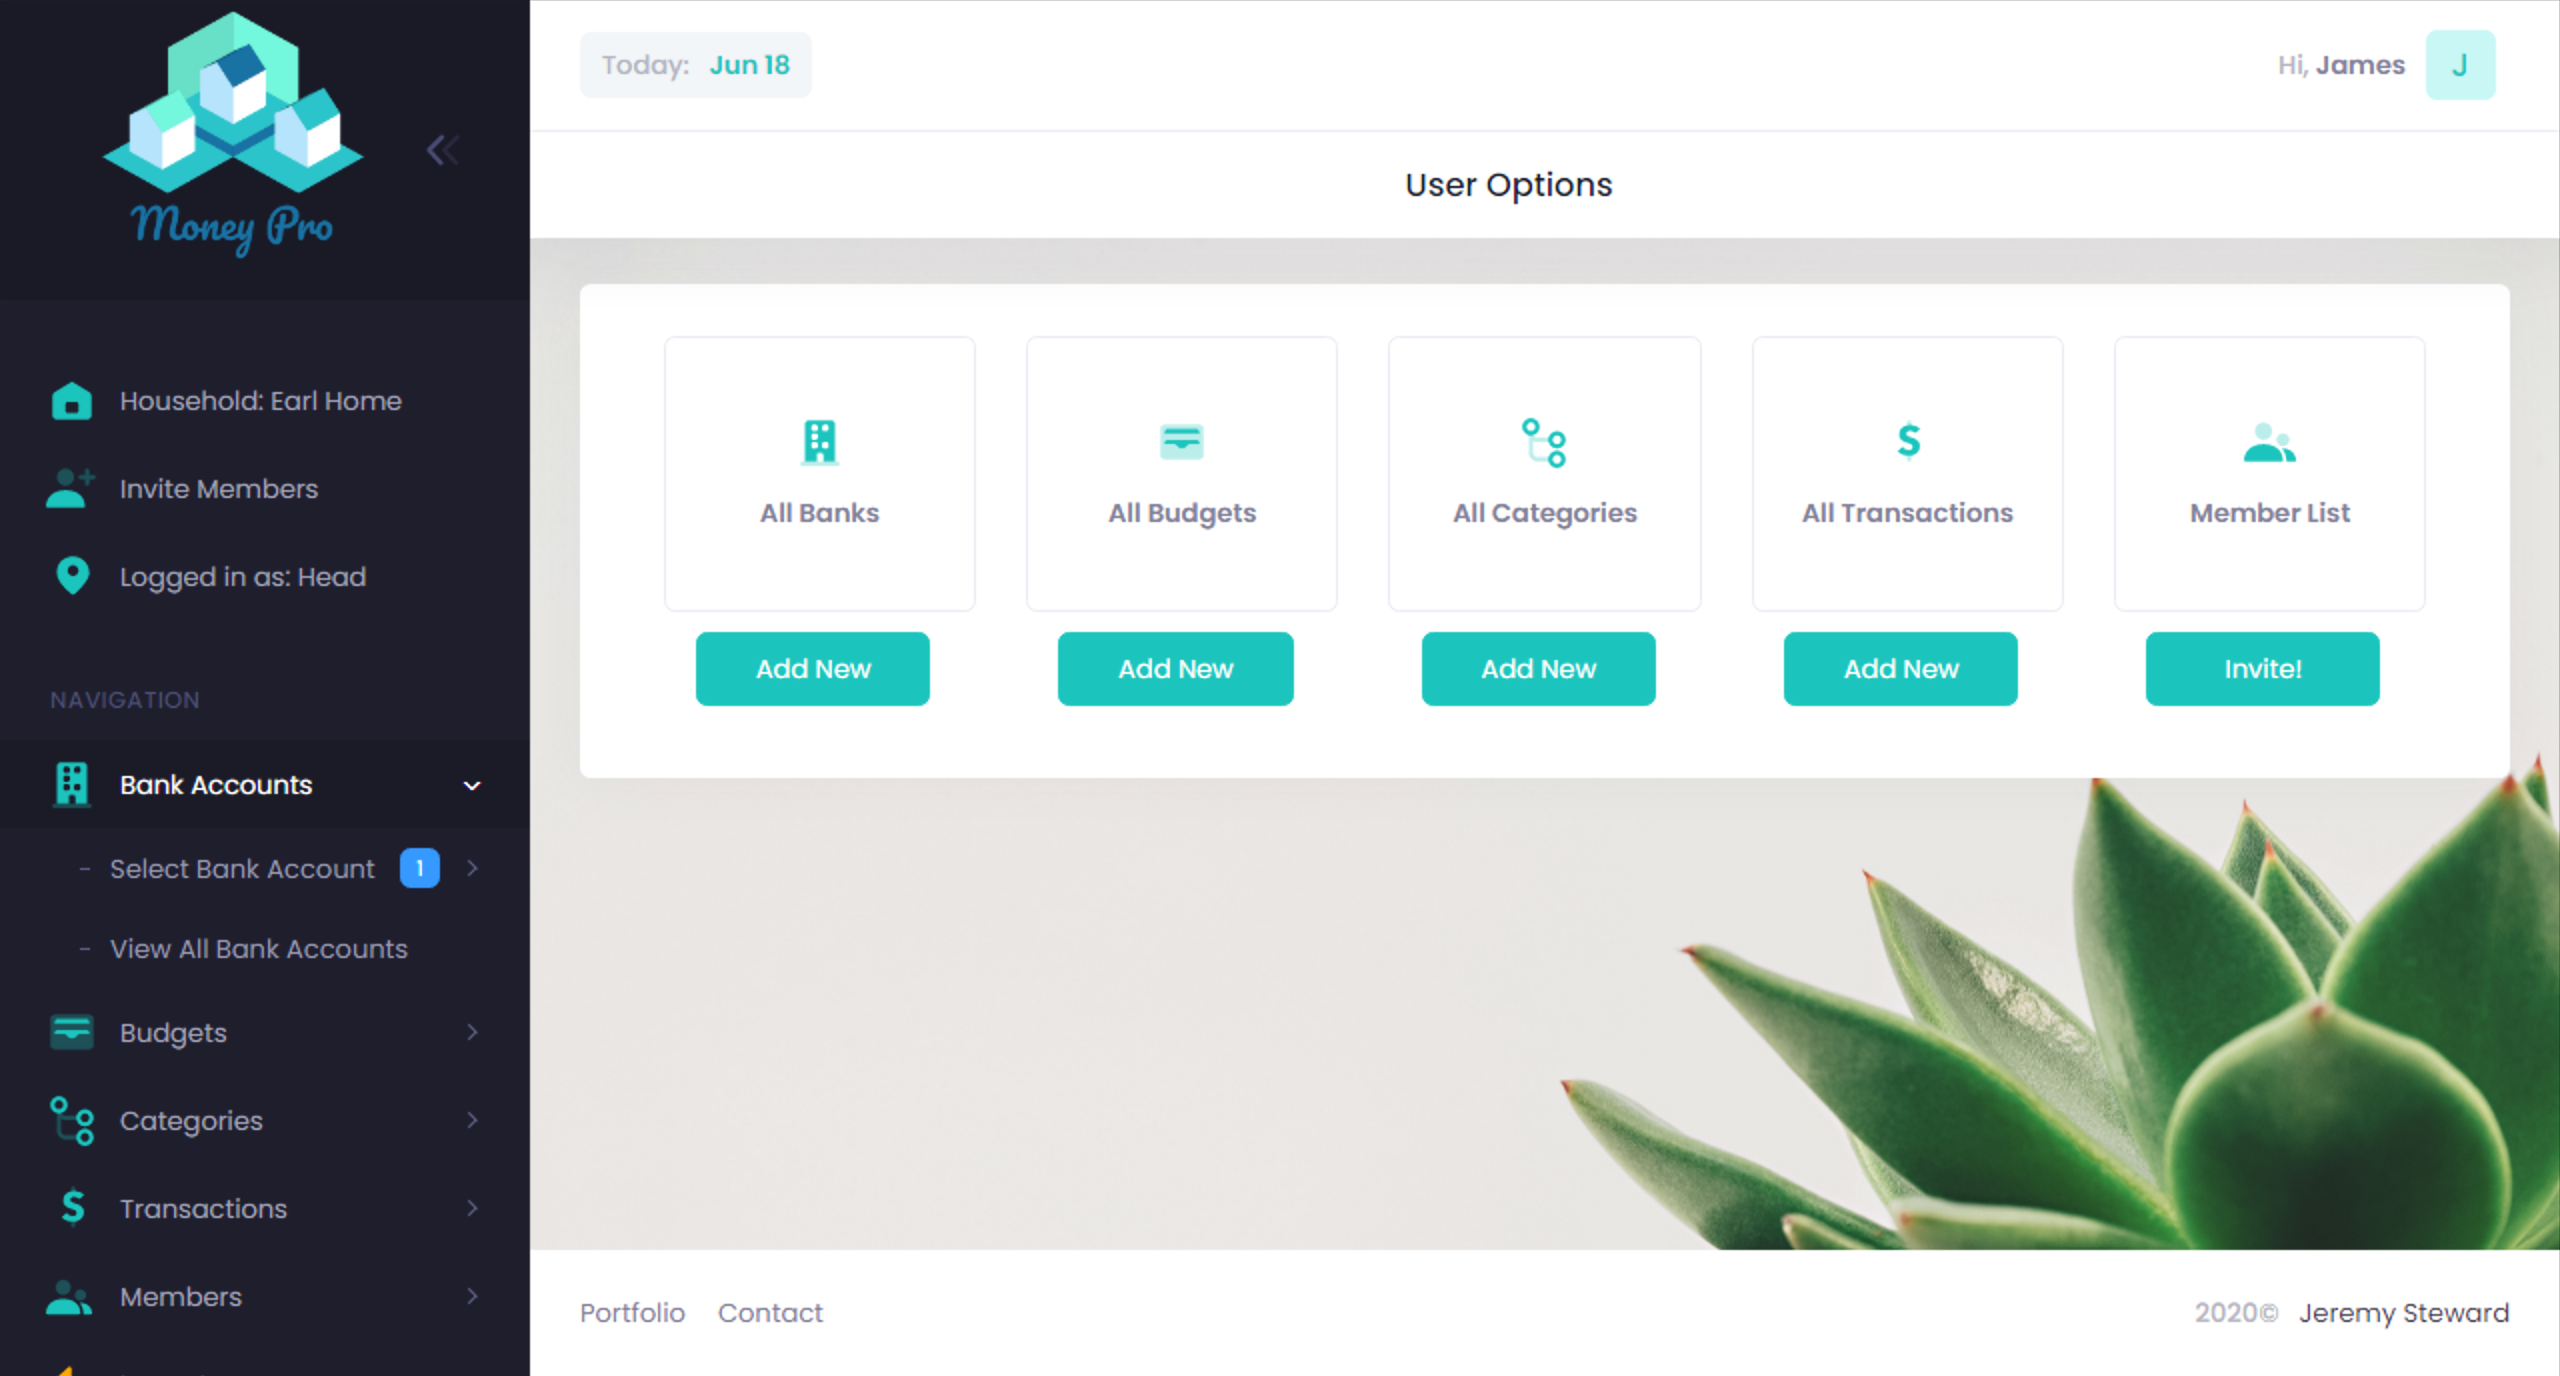 Money Pro
Household: Earl Home
Invite Members
Logged in as: Head
NAVIGATION
Bank Accounts
- Select Bank Account 1
- View All Bank Accounts
Budgets
Categories
Transactions
Members
Today: Jun 18
Hi, James J
User Options
All Banks
All Budgets
All Categories
All Transactions
Member List
Add New
Add New
Add New
Add New
Invite!
Portfolio Contact
2020© Jeremy Steward